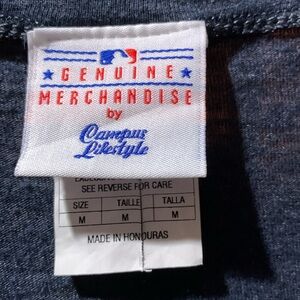 GENUINE
MERCHANDISE
by
Campus
Lifestyle
SEE REVERSE FOR CARE
SIZE TAILLE TALLA
M M M
MADE IN HONDURAS